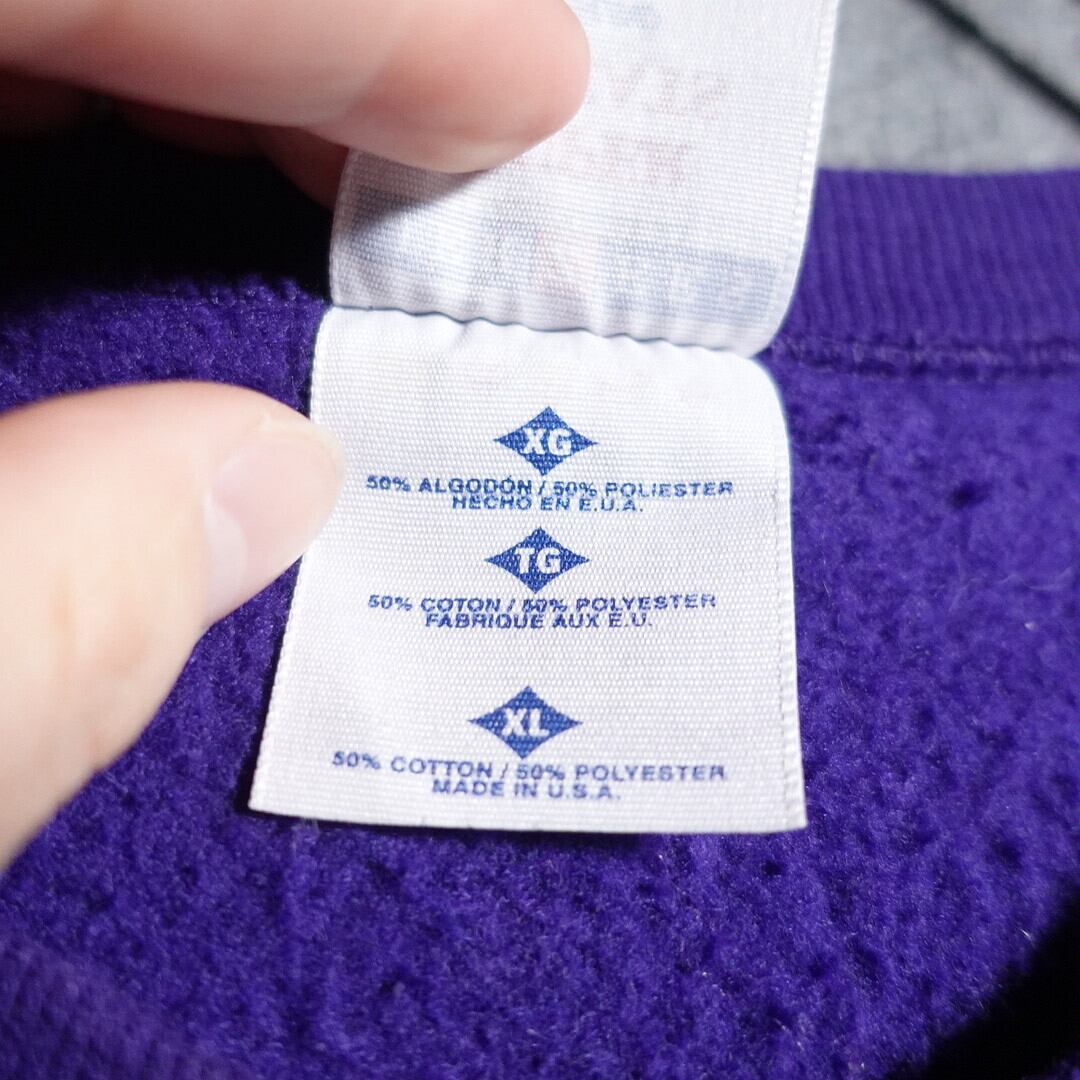 XG
50% ALGODÓN / 50% POLIESTER
HECHO EN E.U.A.
TG
50% COTON / 50% POLYESTER
FABRIQUE AUX E.U.
XL
50% COTTON / 50% POLYESTER
MADE IN U.S.A.